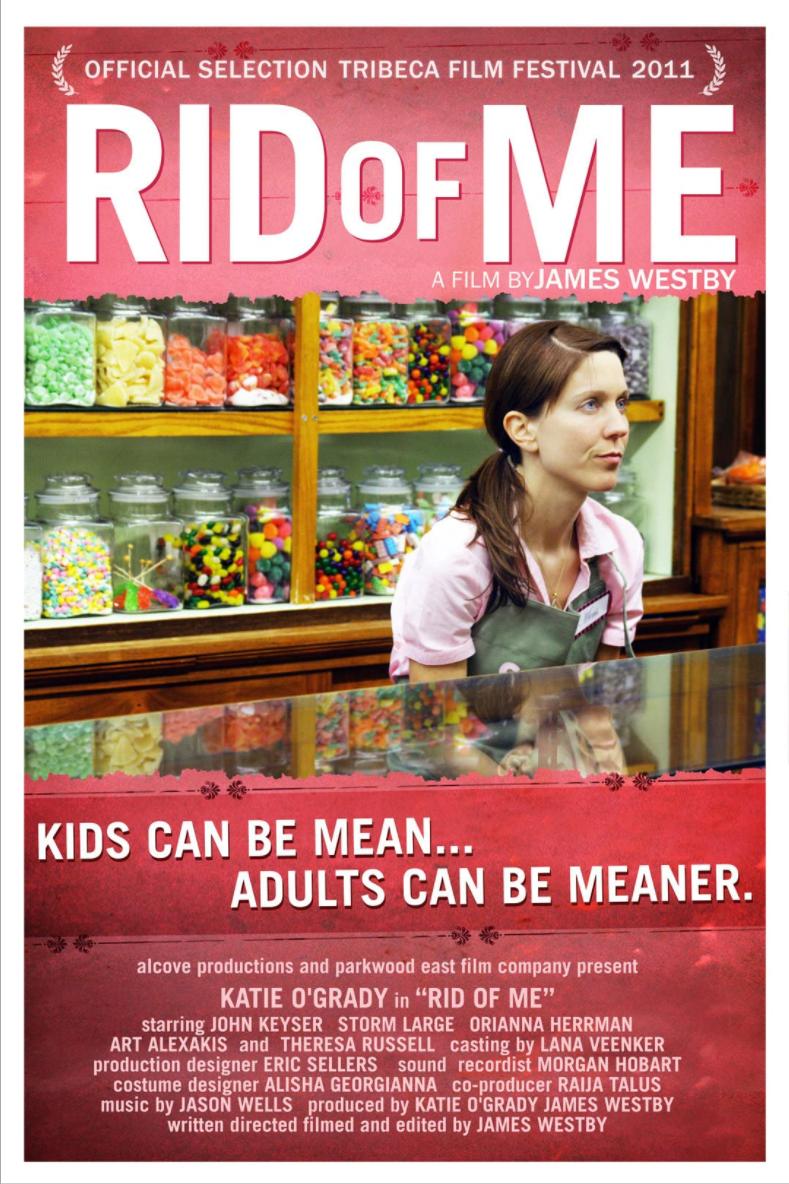 OFFICIAL SELECTION TRIBECA FILM FESTIVAL 2011
RID OF ME
A FILM BY JAMES WESTBY
KIDS CAN BE MEAN...
ADULTS CAN BE MEANER.
alcove productions and parkwood east film company present
KATIE O'GRADY in “RID OF ME”
starring JOHN KEYSER STORM LARGE ORIANNA HERRMAN
ART ALEXAKIS and THERESA RUSSELL casting by LANA VEENKER
production designer ERIC SELLERS sound recordist MORGAN HOBART
costume designer ALISHA GEORGIANNA co-producer RAIJA TALUS
music by JASON WELLS produced by KATIE O'GRADY JAMES WESTBY
written directed filmed and edited by JAMES WESTBY